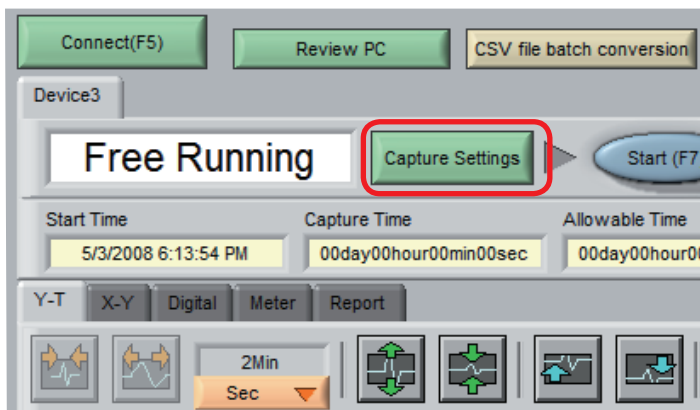 Connect(F5) Review PC CSV file batch conversion
Device3
Free Running Capture Settings Start (F7
Start Time Capture Time Allowable Time
5/3/2008 6:13:54 PM 00day00hour00min00sec 00day00hour00
Y-T X-Y Digital Meter Report
2Min
Sec